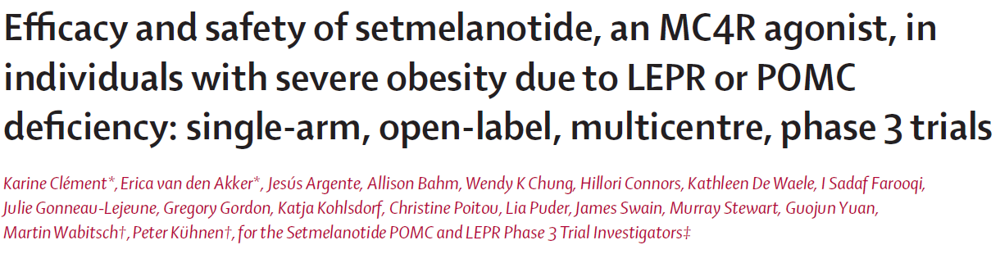 Efficacy and safety of setmelanotide, an MC4R agonist, in
individuals with severe obesity due to LEPR or POMC
deficiency: single-arm, open-label, multicentre, phase 3 trials
Karine Clément*, Erica van den Akker*, Jesús Argente, Allison Bahm, Wendy K Chung, Hillori Connors, Kathleen De Waele, I Sadaf Farooqi,
Julie Gonneau-Lejeune, Gregory Gordon, Katja Kohlsdorf, Christine Poitou, Lia Puder, James Swain, Murray Stewart, Guojun Yuan,
Martin Wabitsch†, Peter Kühnen†, for the Setmelanotide POMC and LEPR Phase 3 Trial Investigators‡